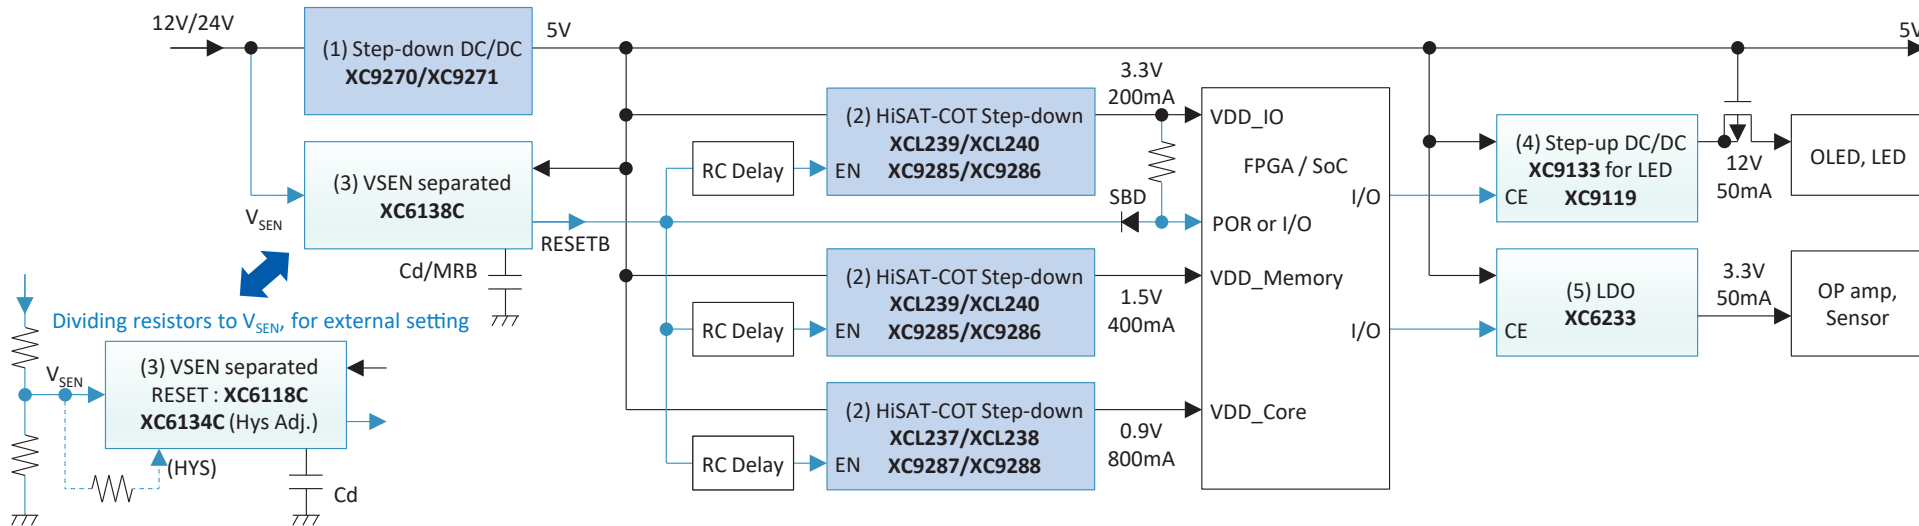 12V/24V
(1) Step-down DC/DC
XC9270/XC9271
5V
5V
(3) VSEN separated
XC6138C
VSEN
RESETB
Cd/MRB
Dividing resistors to VSEN, for external setting
VSEN
(3) VSEN separated
RESET : XC6118C
XC6134C (Hys Adj.)
(HYS)
Cd
RC Delay
EN
(2) HiSAT-COT Step-down
XCL239/XCL240
XC9285/XC9286
3.3V
200mA
SBD
RC Delay
EN
(2) HiSAT-COT Step-down
XCL239/XCL240
XC9285/XC9286
1.5V
400mA
RC Delay
EN
(2) HiSAT-COT Step-down
XCL237/XCL238
XC9287/XC9288
0.9V
800mA
VDD_IO
FPGA / SoC
I/O
POR or I/O
VDD_Memory
I/O
VDD_Core
(4) Step-up DC/DC
XC9133 for LED
XC9119
CE
12V
50mA
OLED, LED
(5) LDO
XC6233
CE
3.3V
50mA
OP amp,
Sensor